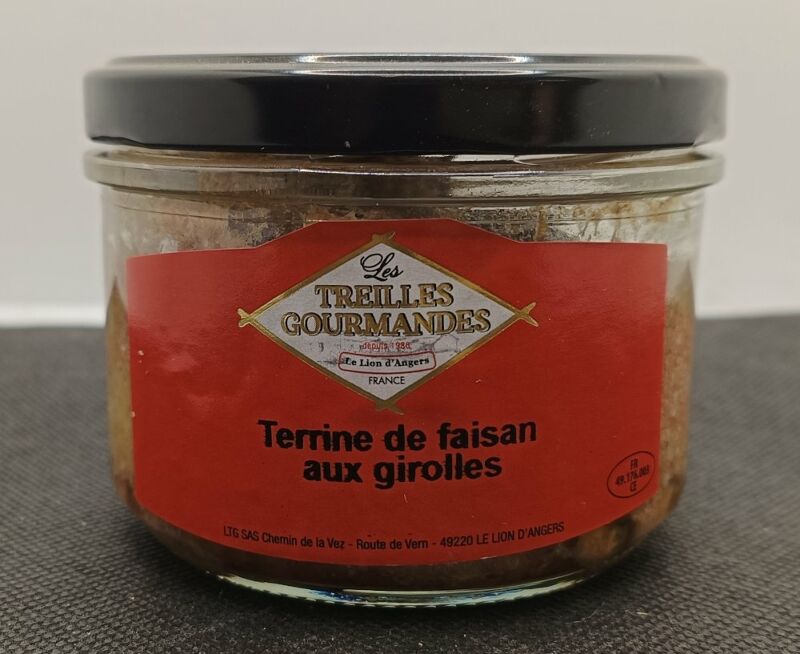 Les
TREILLES
GOURMANDES
depuis 1986
Le Lion d'Angers
FRANCE
Terrine de faisan
aux girolles
FR
49.176.003
CE
LTG SAS Chemin de la Vez - Route de Vern - 49220 LE LION D'ANGERS